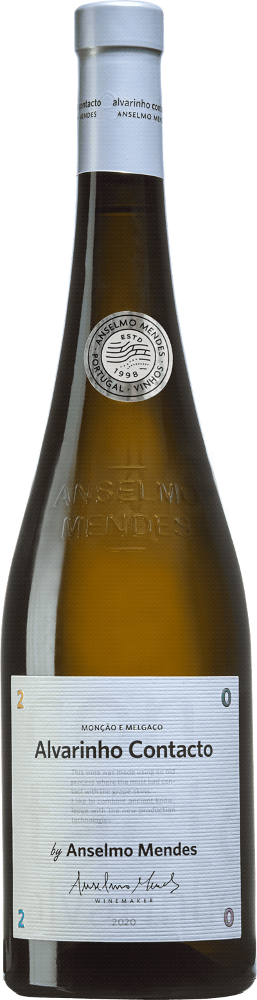 contacto alvarinho cont
MENDES ANSELMO MEN
ANSELMO MENDES
ESTD
1998
PORTUGAL · VINHOS
ANSELMO
MENDES
2 0
MONÇÃO E MELGAÇO
Alvarinho Contacto
This wine was made using an old
process where the must had con-
tact with the grape skins.
I like to combine ancient know-
ledge with the new production
technologies.
by Anselmo Mendes
Anselmo Mendes
WINEMAKER
2020
2 0